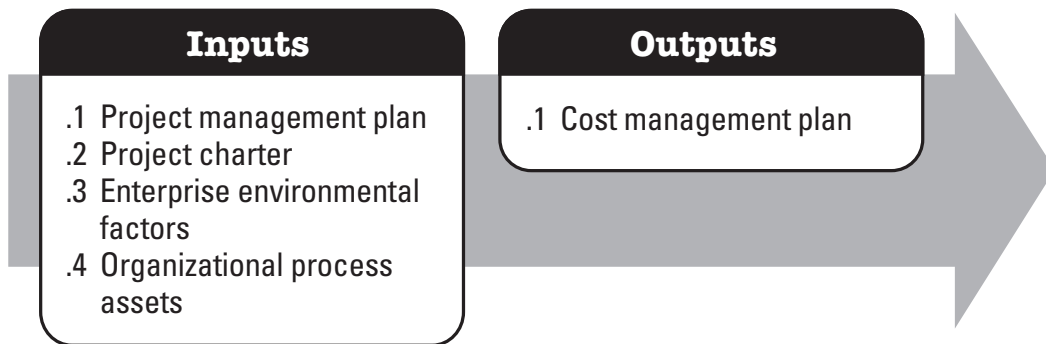 Inputs
.1 Project management plan
.2 Project charter
.3 Enterprise environmental
factors
.4 Organizational process
assets
Outputs
.1 Cost management plan